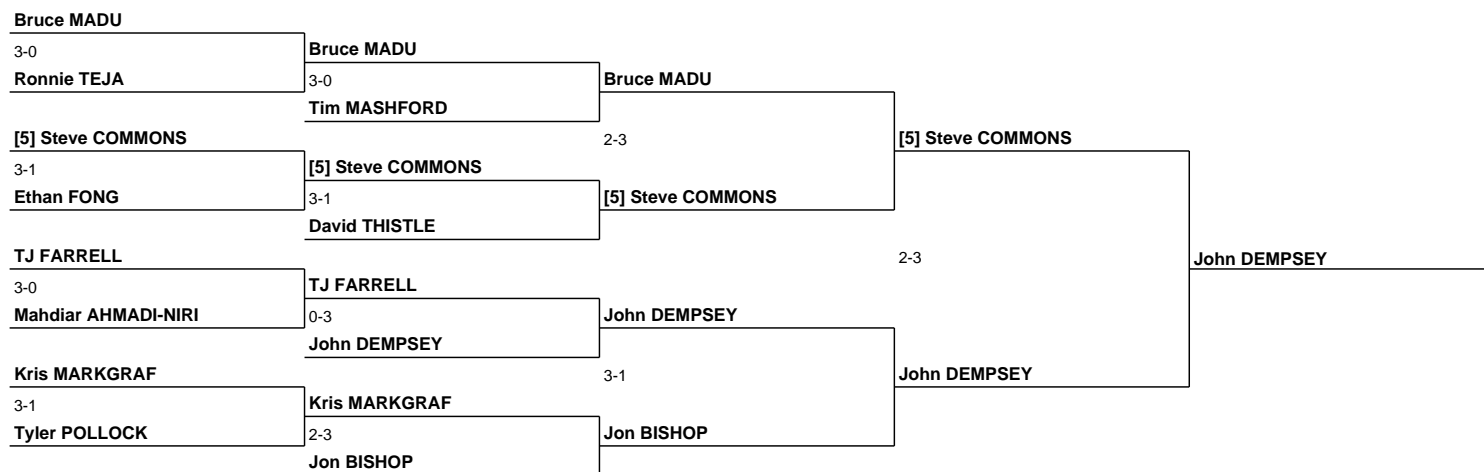 Bruce MADU
3-0
Ronnie TEJA
[5] Steve COMMONS
3-1
Ethan FONG
TJ FARRELL
3-0
Mahdiar AHMADI-NIRI
Kris MARKGRAF
3-1
Tyler POLLOCK
Bruce MADU
3-0
Tim MASHFORD
[5] Steve COMMONS
3-1
David THISTLE
TJ FARRELL
0-3
John DEMPSEY
Kris MARKGRAF
2-3
Jon BISHOP
Bruce MADU
2-3
[5] Steve COMMONS
John DEMPSEY
3-1
Jon BISHOP
[5] Steve COMMONS
2-3
John DEMPSEY
John DEMPSEY